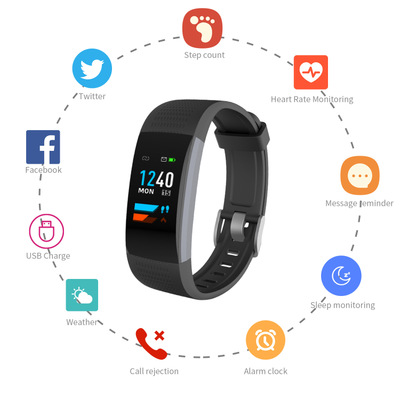 Step count
Twitter
Heart Rate Monitoring
Facebook
Message reminder
USB Charge
Sleep monitoring
Weather
Call rejection
Alarm clock
12 40
MON